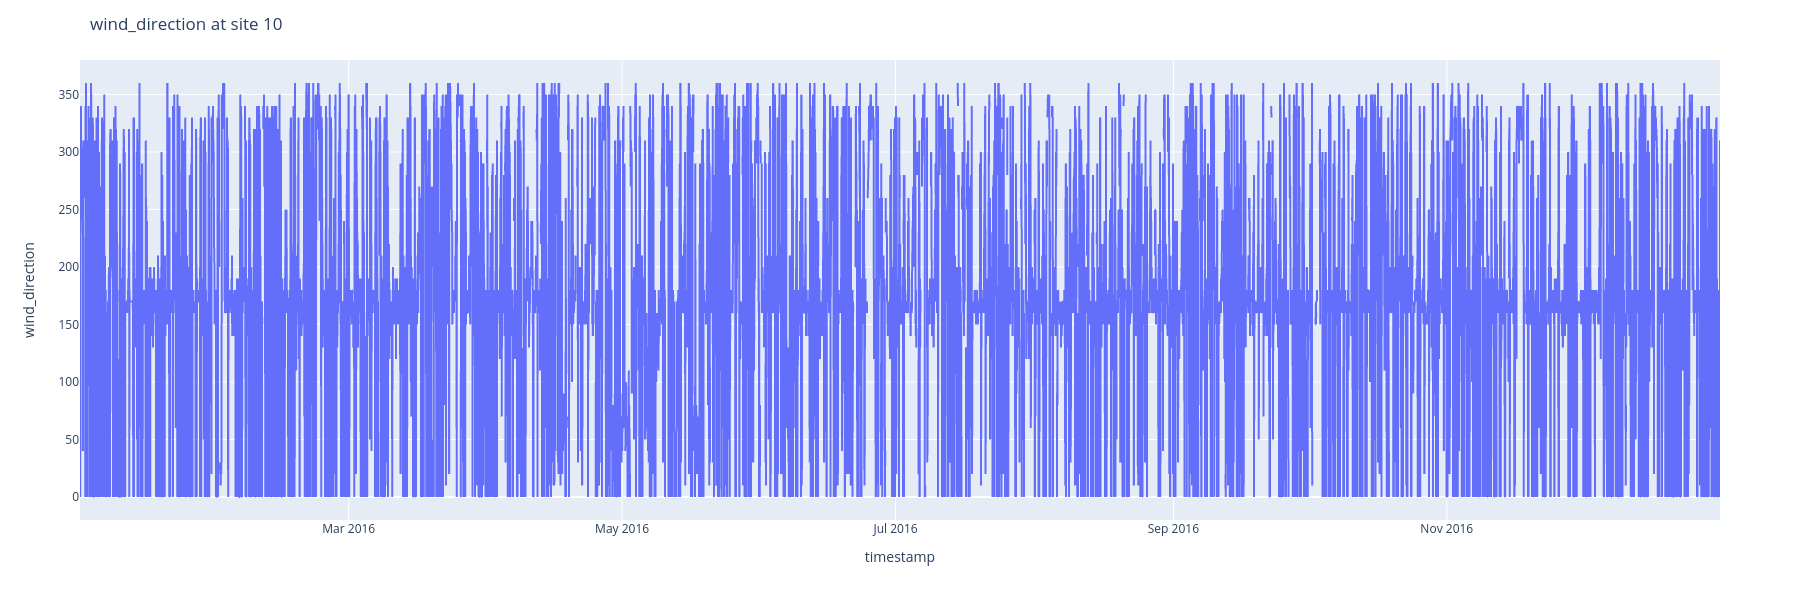 wind_direction at site 10
wind_direction
350
300
250
200
150
100
50
0
Mar 2016
May 2016
Jul 2016
Sep 2016
Nov 2016
timestamp